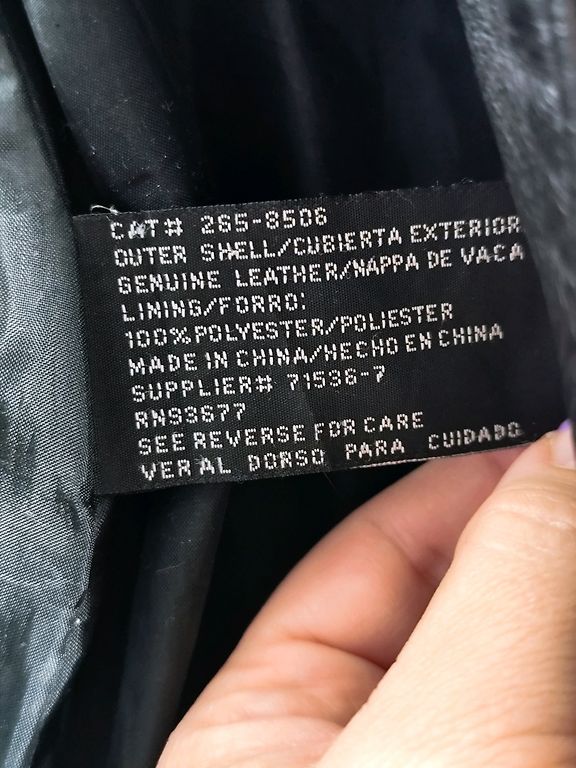 CAT# 265-8506
OUTER SHELL/CUBIERTA EXTERIOR
GENUINE LEATHER/NAPPA DE VACA
LINING/FORRO:
100%POLYESTER/POLIESTER
MADE IN CHINA/HECHO EN CHINA
SUPPLIER# 71536-7
RN93677
SEE REVERSE FOR CARE
VER AL DORSO PARA CUIDADO